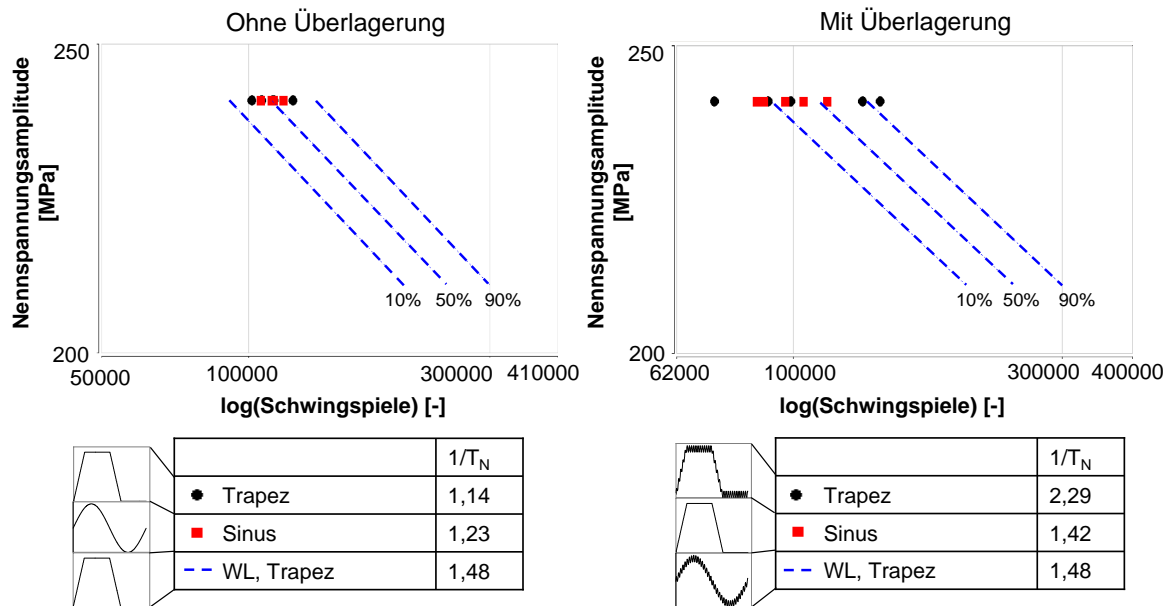 Ohne Überlagerung
250
200
Nennspannungsamplitude
[MPa]
10%
50%
90%
50000
100000
300000
410000
log(Schwingspiele) [-]
1/TN
Trapez
1,14
Sinus
1,23
WL, Trapez
1,48
Mit Überlagerung
250
200
Nennspannungsamplitude
[MPa]
10%
50%
90%
62000
100000
300000
400000
log(Schwingspiele) [-]
1/TN
Trapez
2,29
Sinus
1,42
WL, Trapez
1,48